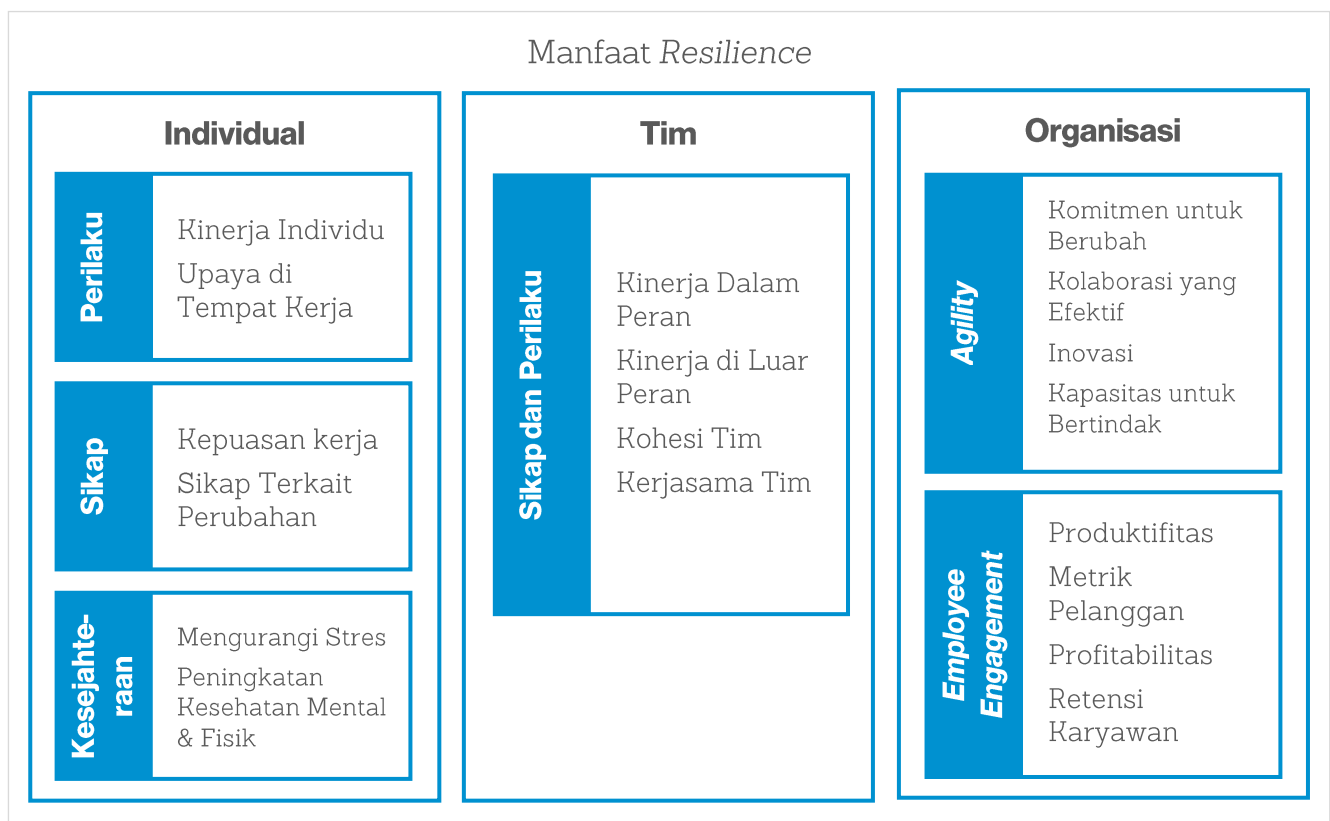 Manfaat Resilience
Individual
Perilaku
Kinerja Individu
Upaya di
Tempat Kerja
Sikap
Kepuasan kerja
Sikap Terkait
Perubahan
Kesejahte-
raan
Mengurangi Stres
Peningkatan
Kesehatan Mental
& Fisik
Tim
Sikap dan Perilaku
Kinerja Dalam
Peran
Kinerja di Luar
Peran
Kohesi Tim
Kerjasama Tim
Organisasi
Agility
Komitmen untuk
Berubah
Kolaborasi yang
Efektif
Inovasi
Kapasitas untuk
Bertindak
Employee
Engagement
Produktifitas
Metrik
Pelanggan
Profitabilitas
Retensi
Karyawan